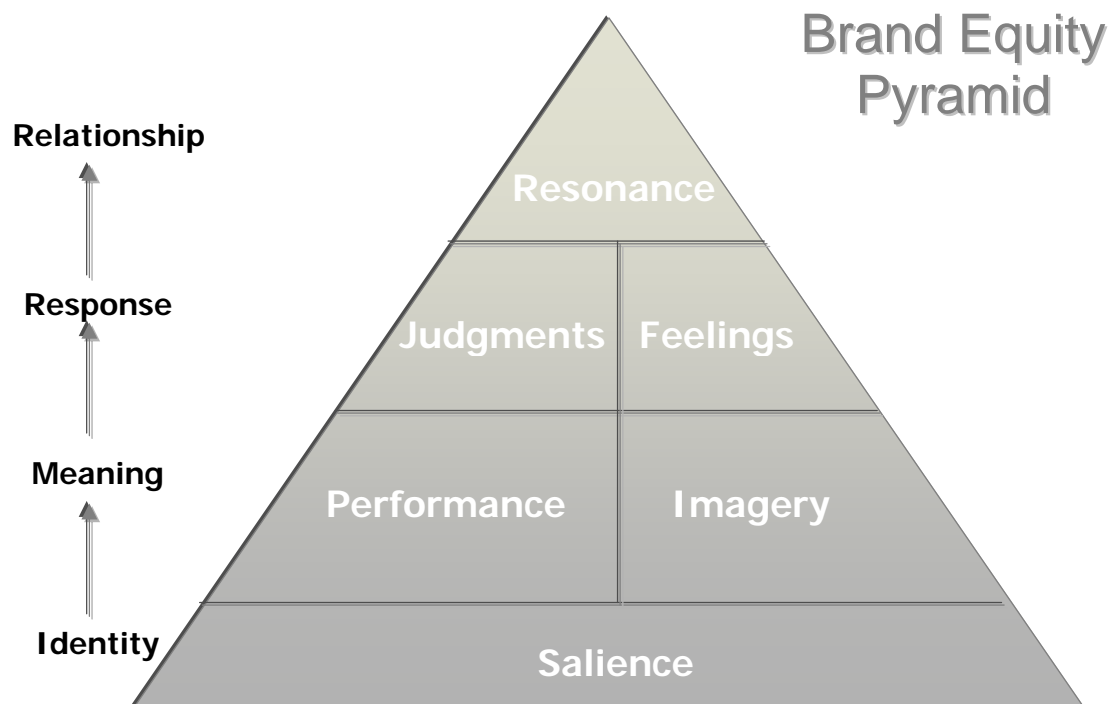 Brand Equity
Pyramid
Relationship
Resonance
Response
Judgments
Feelings
Meaning
Performance
Imagery
Identity
Salience